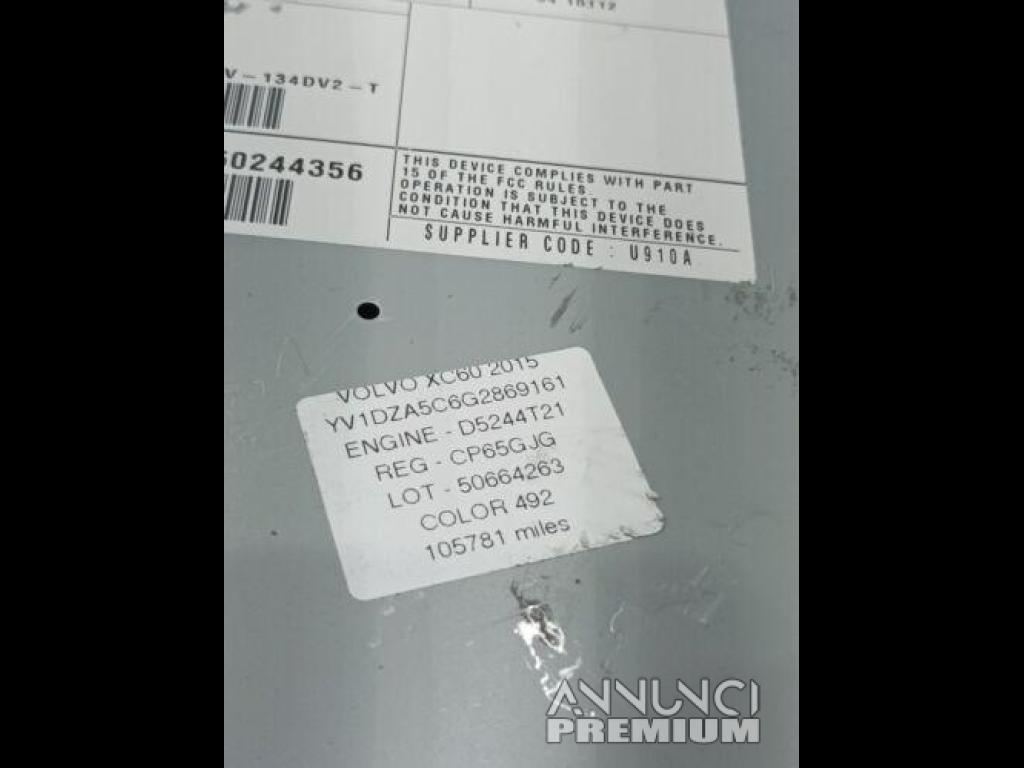 V-134DV2-T
50244356
THIS DEVICE COMPLIES WITH PART
15 OF THE FCC RULES.
OPERATION IS SUBJECT TO THE
CONDITION THAT THIS DEVICE DOES
NOT CAUSE HARMFUL INTERFERENCE.
SUPPLIER CODE : U910A
VOLVO XC60 2015
YV1DZA5C6G2869161
ENGINE - D5244T21
REG - CP65GJG
LOT - 50664263
COLOR 492
105781 miles
ANNUNCI
PREMIUM